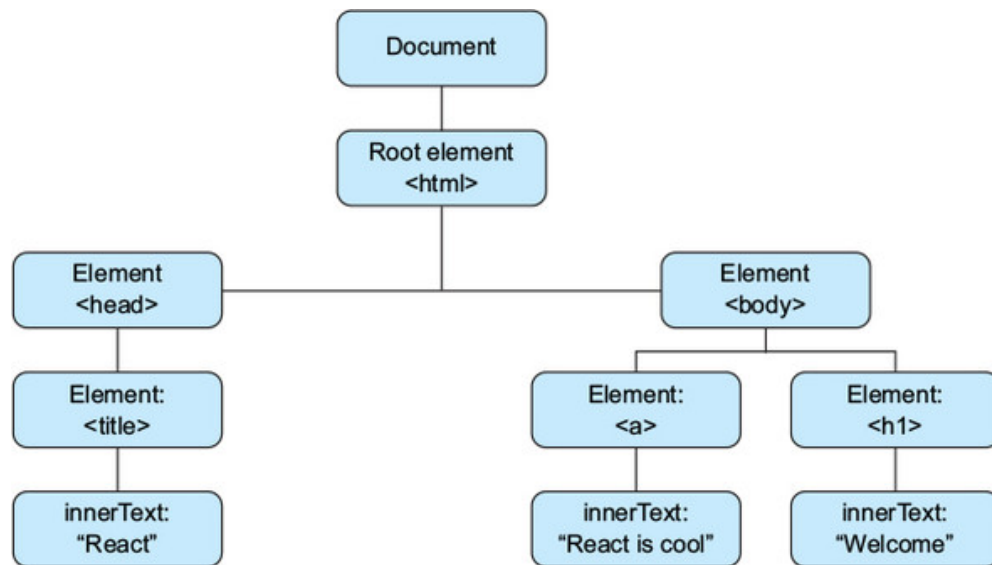 Document
Root element
<html>
Element
<head>
Element
<body>
Element:
<title>
Element:
<a>
Element:
<h1>
innerText:
“React”
innerText:
“React is cool”
innerText:
“Welcome”